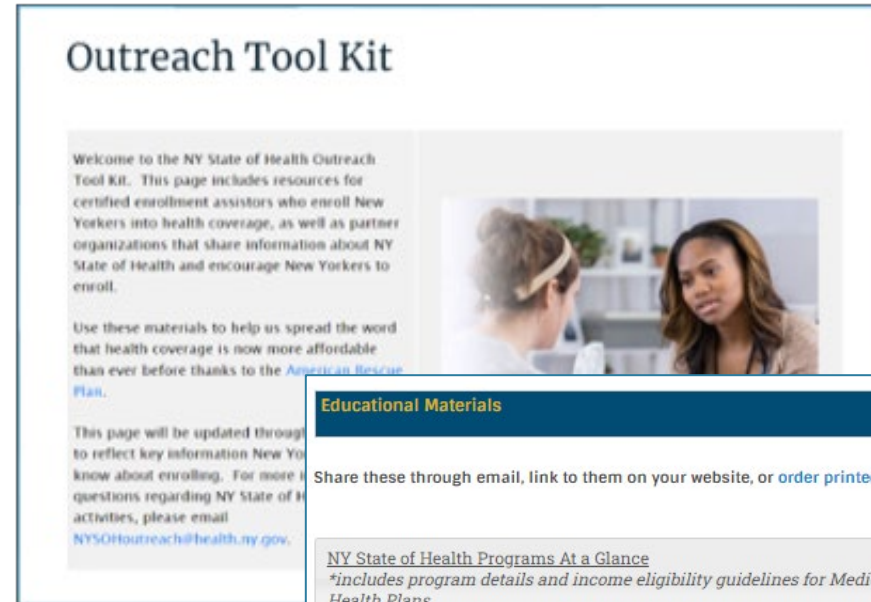 Outreach Tool Kit
Welcome to the NY State of Health Outreach
Tool Kit. This page includes resources for
certified enrollment assistors who enroll New
Yorkers into health coverage, as well as partner
organizations that share information about NY
State of Health and encourage New Yorkers to
enroll.
Use these materials to help us spread the word
that health coverage is now more affordable
than ever before thanks to the American Rescue
Plan.
This page will be updated throug
to reflect key information New Yo
know about enrolling. For more i
questions regarding NY State of H
activities, please email
NYSOHoutreach@health.ny.gov.
Educational Materials
Share these through email, link to them on your website, or order printe
NY State of Health Programs At a Glance
*includes program details and income eligibility guidelines for Medi
Health Plans